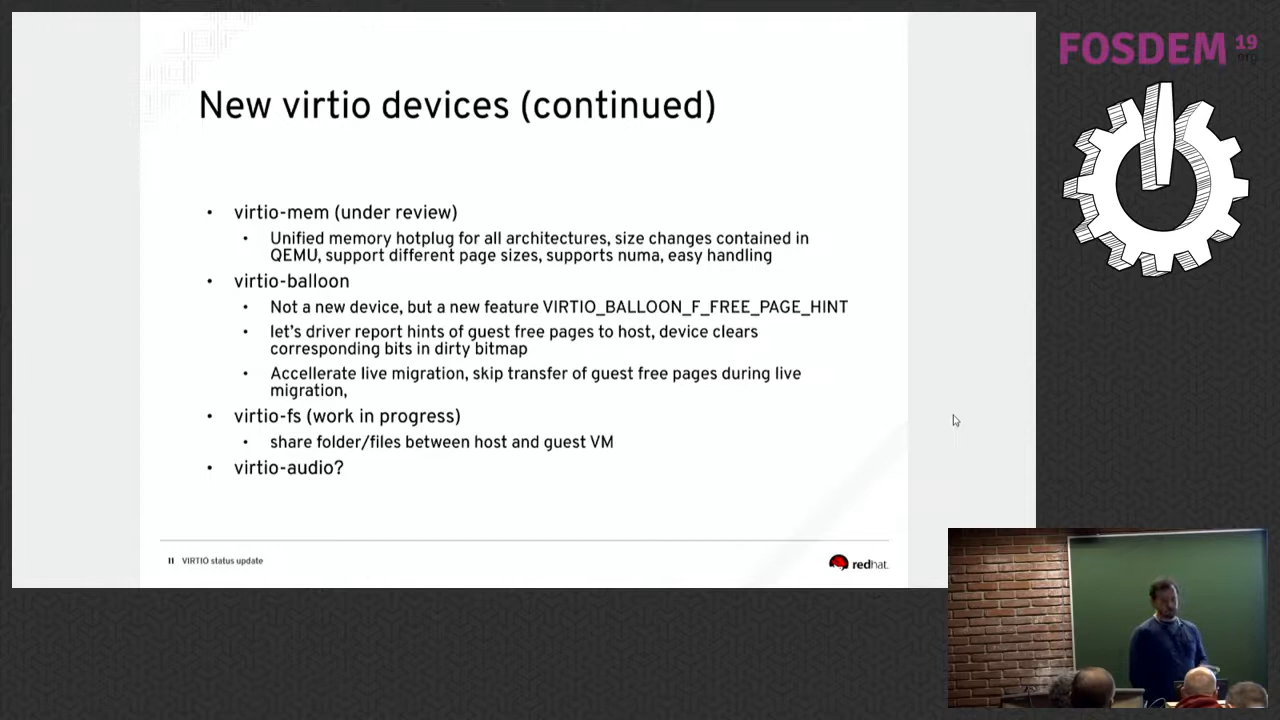 FOSDEM 19
.org
New virtio devices (continued)
• virtio-mem (under review)
• Unified memory hotplug for all architectures, size changes contained in
QEMU, support different page sizes, supports numa, easy handling
• virtio-balloon
• Not a new device, but a new feature VIRTIO_BALLOON_F_FREE_PAGE_HINT
• let's driver report hints of guest free pages to host, device clears
corresponding bits in dirty bitmap
• Accellerate live migration, skip transfer of guest free pages during live
migration,
• virtio-fs (work in progress)
• share folder/files between host and guest VM
• virtio-audio?
11 VIRTIO status update
redhat.